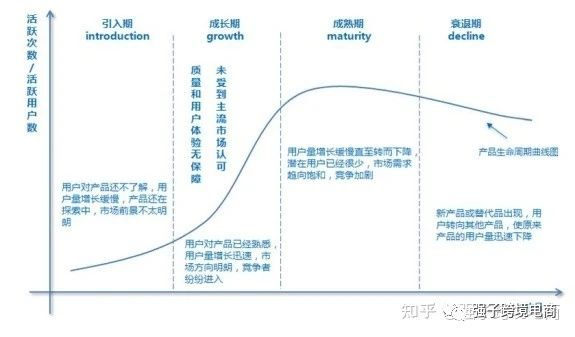 活跃次数/活跃用户数
引入期
introduction
成长期
growth
成熟期
maturity
衰退期
decline
质量和用户体验无保障
未受到主流市场认可
用户对产品还不了解，用
户量增长缓慢，产品还在
探索中，市场前景不太明
朗
用户对产品已经熟悉，
用户量增长迅速，市
场方向明朗，竞争者
纷纷进入
用户量增长缓慢直至转而下降，
潜在用户已经很少，市场需求
趋向饱和，竞争加剧
产品生命周期曲线图
新产品或替代品出现，用
户转向其他产品，使原来
产品的用户量迅速下降
知乎
强子跨境电商